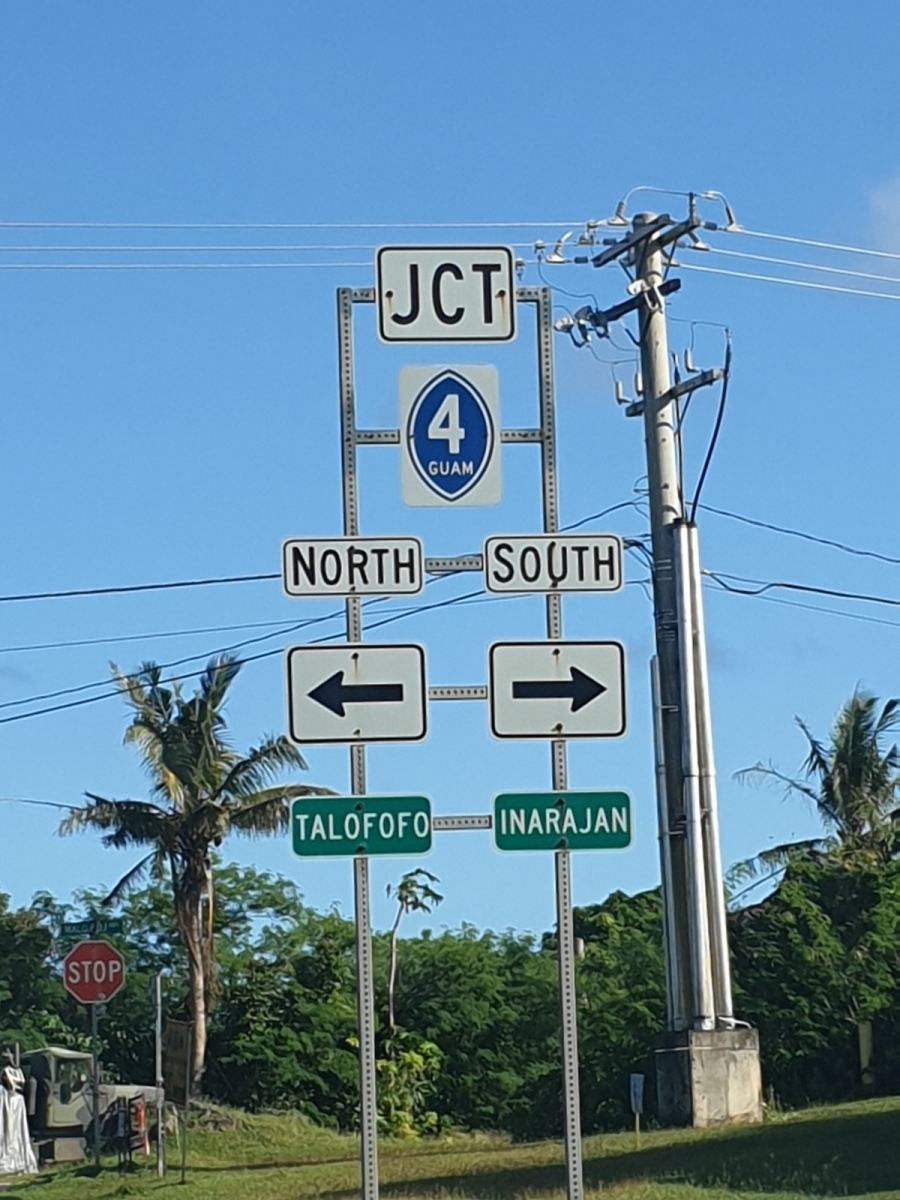 JCT
4
GUAM
NORTH
SOUTH
TALOFOFO
INARAJAN
STOP